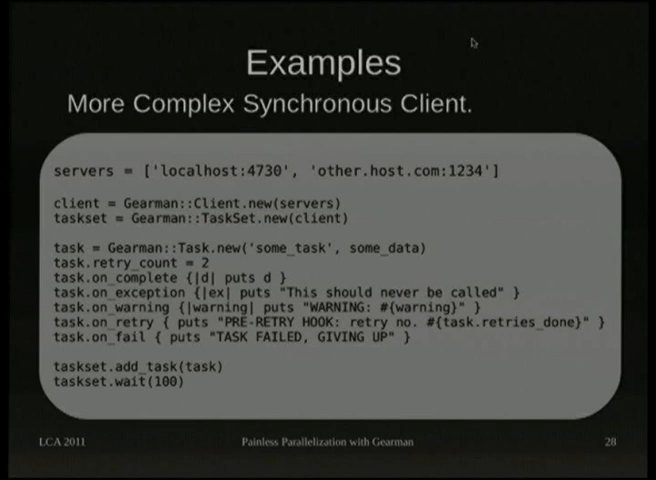 Examples
More Complex Synchronous Client.
servers = ['localhost:4730', 'other.host.com:1234']
client = Gearman::Client.new(servers)
taskset = Gearman::TaskSet.new(client)
task = Gearman::Task.new('some_task', some_data)
task.retry_count = 2
task.on_complete {|d| puts d }
task.on_exception {|ex| puts "This should never be called" }
task.on_warning {|warning| puts "WARNING: #{warning}" }
task.on_retry { puts "PRE-RETRY HOOK: retry no. #{task.retries_done}" }
task.on_fail { puts "TASK FAILED, GIVING UP" }
taskset.add_task(task)
taskset.wait(100)
LCA 2011 Painless Parallelization with Gearman 28